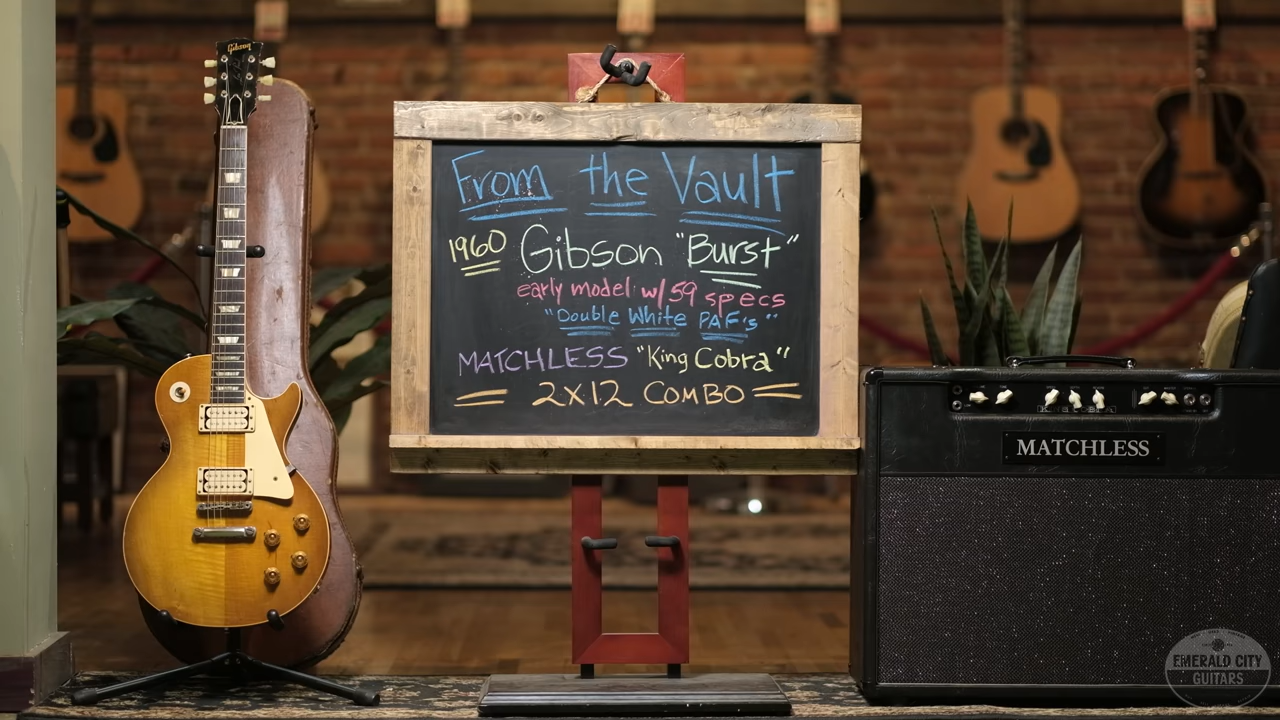 Gibson
From the Vault
1960 Gibson "Burst"
early model w/59 specs
"Double White PAF's"
MATCHLESS "King Cobra"
= 2x12 COMBO =
MATCHLESS
EMERALD CITY
GUITARS